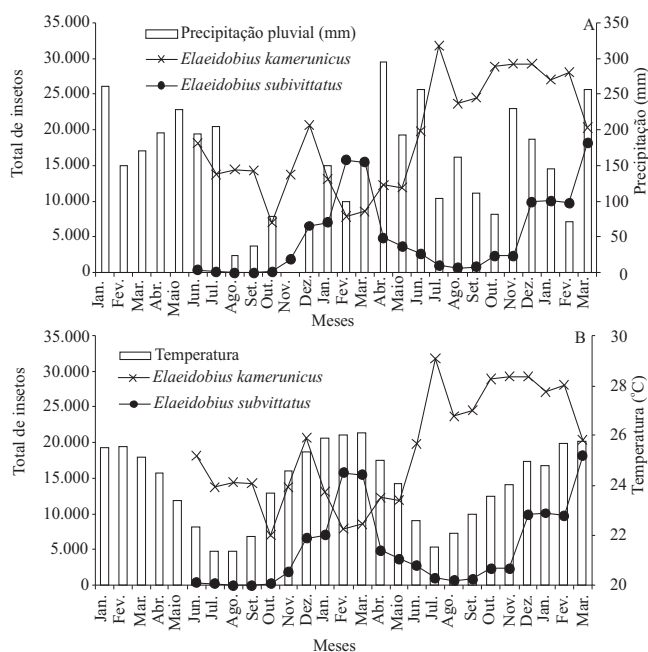 35.000
30.000
25.000
20.000
15.000
10.000
5.000
0
Total de insetos
Precipitação pluvial (mm)
Elaeidobius kamerunicus
Elaeidobius subivittatus
A
350
300
250
200
150
100
50
0
Precipitação (mm)
Jan. Fev. Mar. Abr. Maio Jun. Jul. Ago. Set. Out. Nov. Dez. Jan. Fev. Mar. Abr. Maio Jun. Jul. Ago. Set. Out. Nov. Dez. Jan. Fev. Mar.
Meses
35.000
30.000
25.000
20.000
15.000
10.000
5.000
0
Total de insetos
Temperatura
Elaeidobius kamerunicus
Elaeidobius subvittatus
B
30
28
26
24
22
20
Temperatura (°C)
Jan. Fev. Mar. Abr. Maio Jun. Jul. Ago. Set. Out. Nov. Dez. Jan. Fev. Mar. Abr. Maio Jun. Jul. Ago. Set. Out. Nov. Dez. Jan. Fev. Mar.
Meses